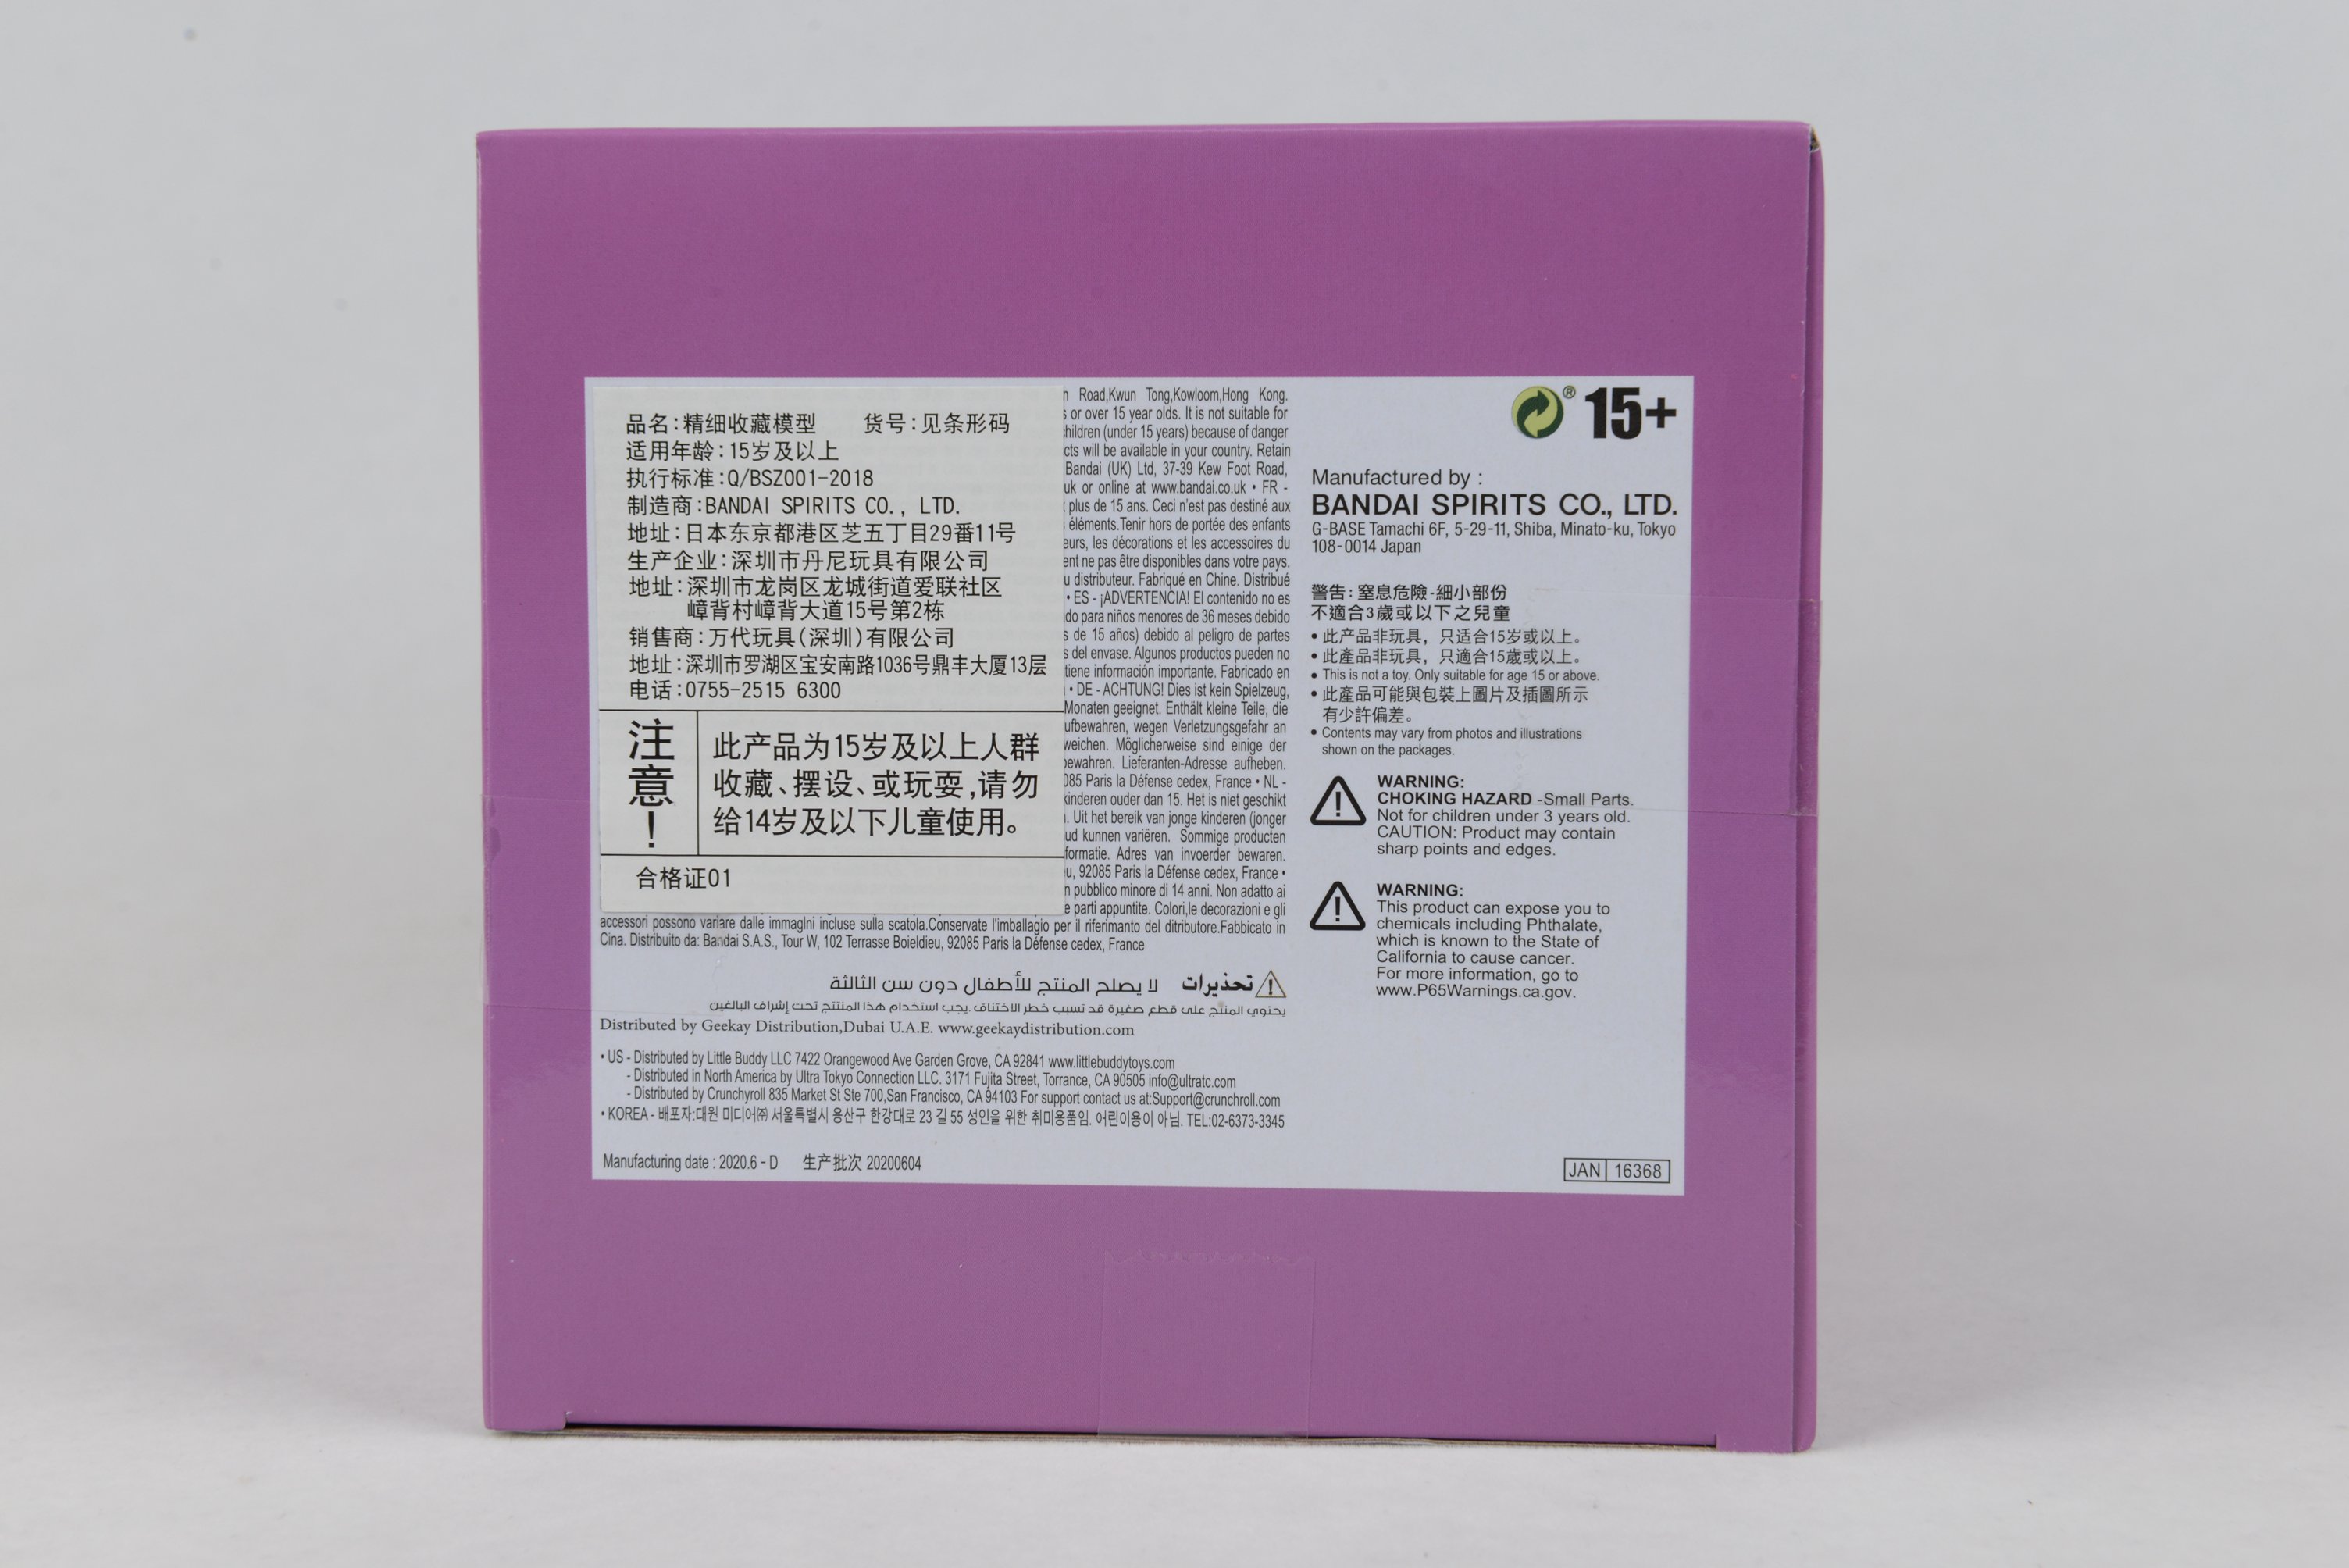 品名:精细收藏模型 货号:见条形码
适用年龄:15岁及以上
执行标准:Q/BSZ001-2018
制造商:BANDAI SPIRITS CO., LTD.
地址:日本东京都港区芝五丁目29番11号
生产企业:深圳市丹尼玩具有限公司
地址:深圳市龙岗区龙城街道爱联社区
嶂背村嶂背大道15号第2栋
销售商:万代玩具(深圳)有限公司
地址:深圳市罗湖区宝安南路1036号鼎丰大厦13层
电话:0755-2515 6300
注意!
此产品为15岁及以上人群
收藏、摆设、或玩耍,请勿
给14岁及以下儿童使用。
合格证01
Road,Kwun Tong,Kowloom,Hong Kong.
s or over 15 year olds. It is not suitable for
children (under 15 years) because of danger
cts will be available in your country. Retain
Bandai (UK) Ltd, 37-39 Kew Foot Road,
uk or online at www.bandai.co.uk • FR -
plus de 15 ans. Ceci n'est pas destiné aux
éléments.Tenir hors de portée des enfants
eurs, les décorations et les accessoires du
ent ne pas être disponibles dans votre pays.
u distributeur. Fabriqué en Chine. Distribué
• ES - ¡ADVERTENCIA! El contenido no es
do para niños menores de 36 meses debido
s de 15 años) debido al peligro de partes
s del envase. Algunos productos pueden no
tiene información importante. Fabricado en
• DE - ACHTUNG! Dies ist kein Spielzeug,
Monaten geeignet. Enthält kleine Teile, die
ufbewahren, wegen Verletzungsgefahr an
weichen. Möglicherweise sind einige der
bewahren. Lieferanten-Adresse aufheben.
085 Paris la Défense cedex, France • NL -
kinderen ouder dan 15. Het is niet geschikt
. Uit het bereik van jonge kinderen (jonger
ud kunnen variëren. Sommige producten
formatie. Adres van invoerder bewaren.
u, 92085 Paris la Défense cedex, France •
n pubblico minore di 14 anni. Non adatto ai
e parti appuntite. Colori,le decorazioni e gli
accessori possono variare dalle immagini incluse sulla scatola.Conservate l'imballagio per il riferimanto del ditributore.Fabbicato in
Cina. Distribuito da: Bandai S.A.S., Tour W, 102 Terrasse Boieldieu, 92085 Paris la Défense cedex, France
تحذيرات لا يصلح المنتج للأطفال دون سن الثالثة
يحتوي المنتج على قطع صغيرة قد تسبب خطر الاختناق. يجب استخدام هذا المنتج تحت إشراف البالغين
Distributed by Geekay Distribution,Dubai U.A.E. www.geekaydistribution.com
• US - Distributed by Little Buddy LLC 7422 Orangewood Ave Garden Grove, CA 92841 www.littlebuddytoys.com
- Distributed in North America by Ultra Tokyo Connection LLC. 3171 Fujita Street, Torrance, CA 90505 info@ultratc.com
- Distributed by Crunchyroll 835 Market St Ste 700,San Francisco, CA 94103 For support contact us at:Support@crunchroll.com
• KOREA - 배포자:대원 미디어㈜ 서울특별시 용산구 한강대로 23 길 55 성인을 위한 취미용품임. 어린이용이 아님. TEL:02-6373-3345
Manufacturing date : 2020.6 - D 生产批次 20200604
® 15+
Manufactured by :
BANDAI SPIRITS CO., LTD.
G-BASE Tamachi 6F, 5-29-11, Shiba, Minato-ku, Tokyo
108-0014 Japan
警告: 窒息危險-細小部份
不適合3歲或以下之兒童
• 此产品非玩具，只适合15岁或以上。
• 此產品非玩具，只適合15歲或以上。
• This is not a toy. Only suitable for age 15 or above.
• 此產品可能與包裝上圖片及插圖所示
有少許偏差。
• Contents may vary from photos and illustrations
shown on the packages.
WARNING:
CHOKING HAZARD -Small Parts.
Not for children under 3 years old.
CAUTION: Product may contain
sharp points and edges.
WARNING:
This product can expose you to
chemicals including Phthalate,
which is known to the State of
California to cause cancer.
For more information, go to
www.P65Warnings.ca.gov.
JAN 16368